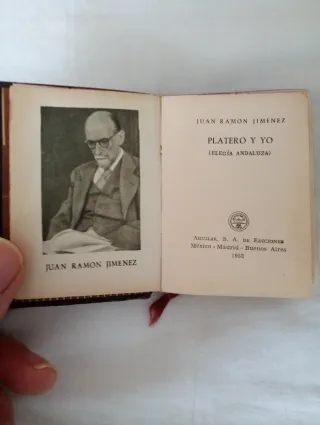 JUAN RAMON JIMENEZ
JUAN RAMON JIMENEZ
PLATERO Y YO
(ELEGÍA ANDALUZA)
AGUILAR, S. A. DE EDICIONES
México - Madrid - Buenos Aires